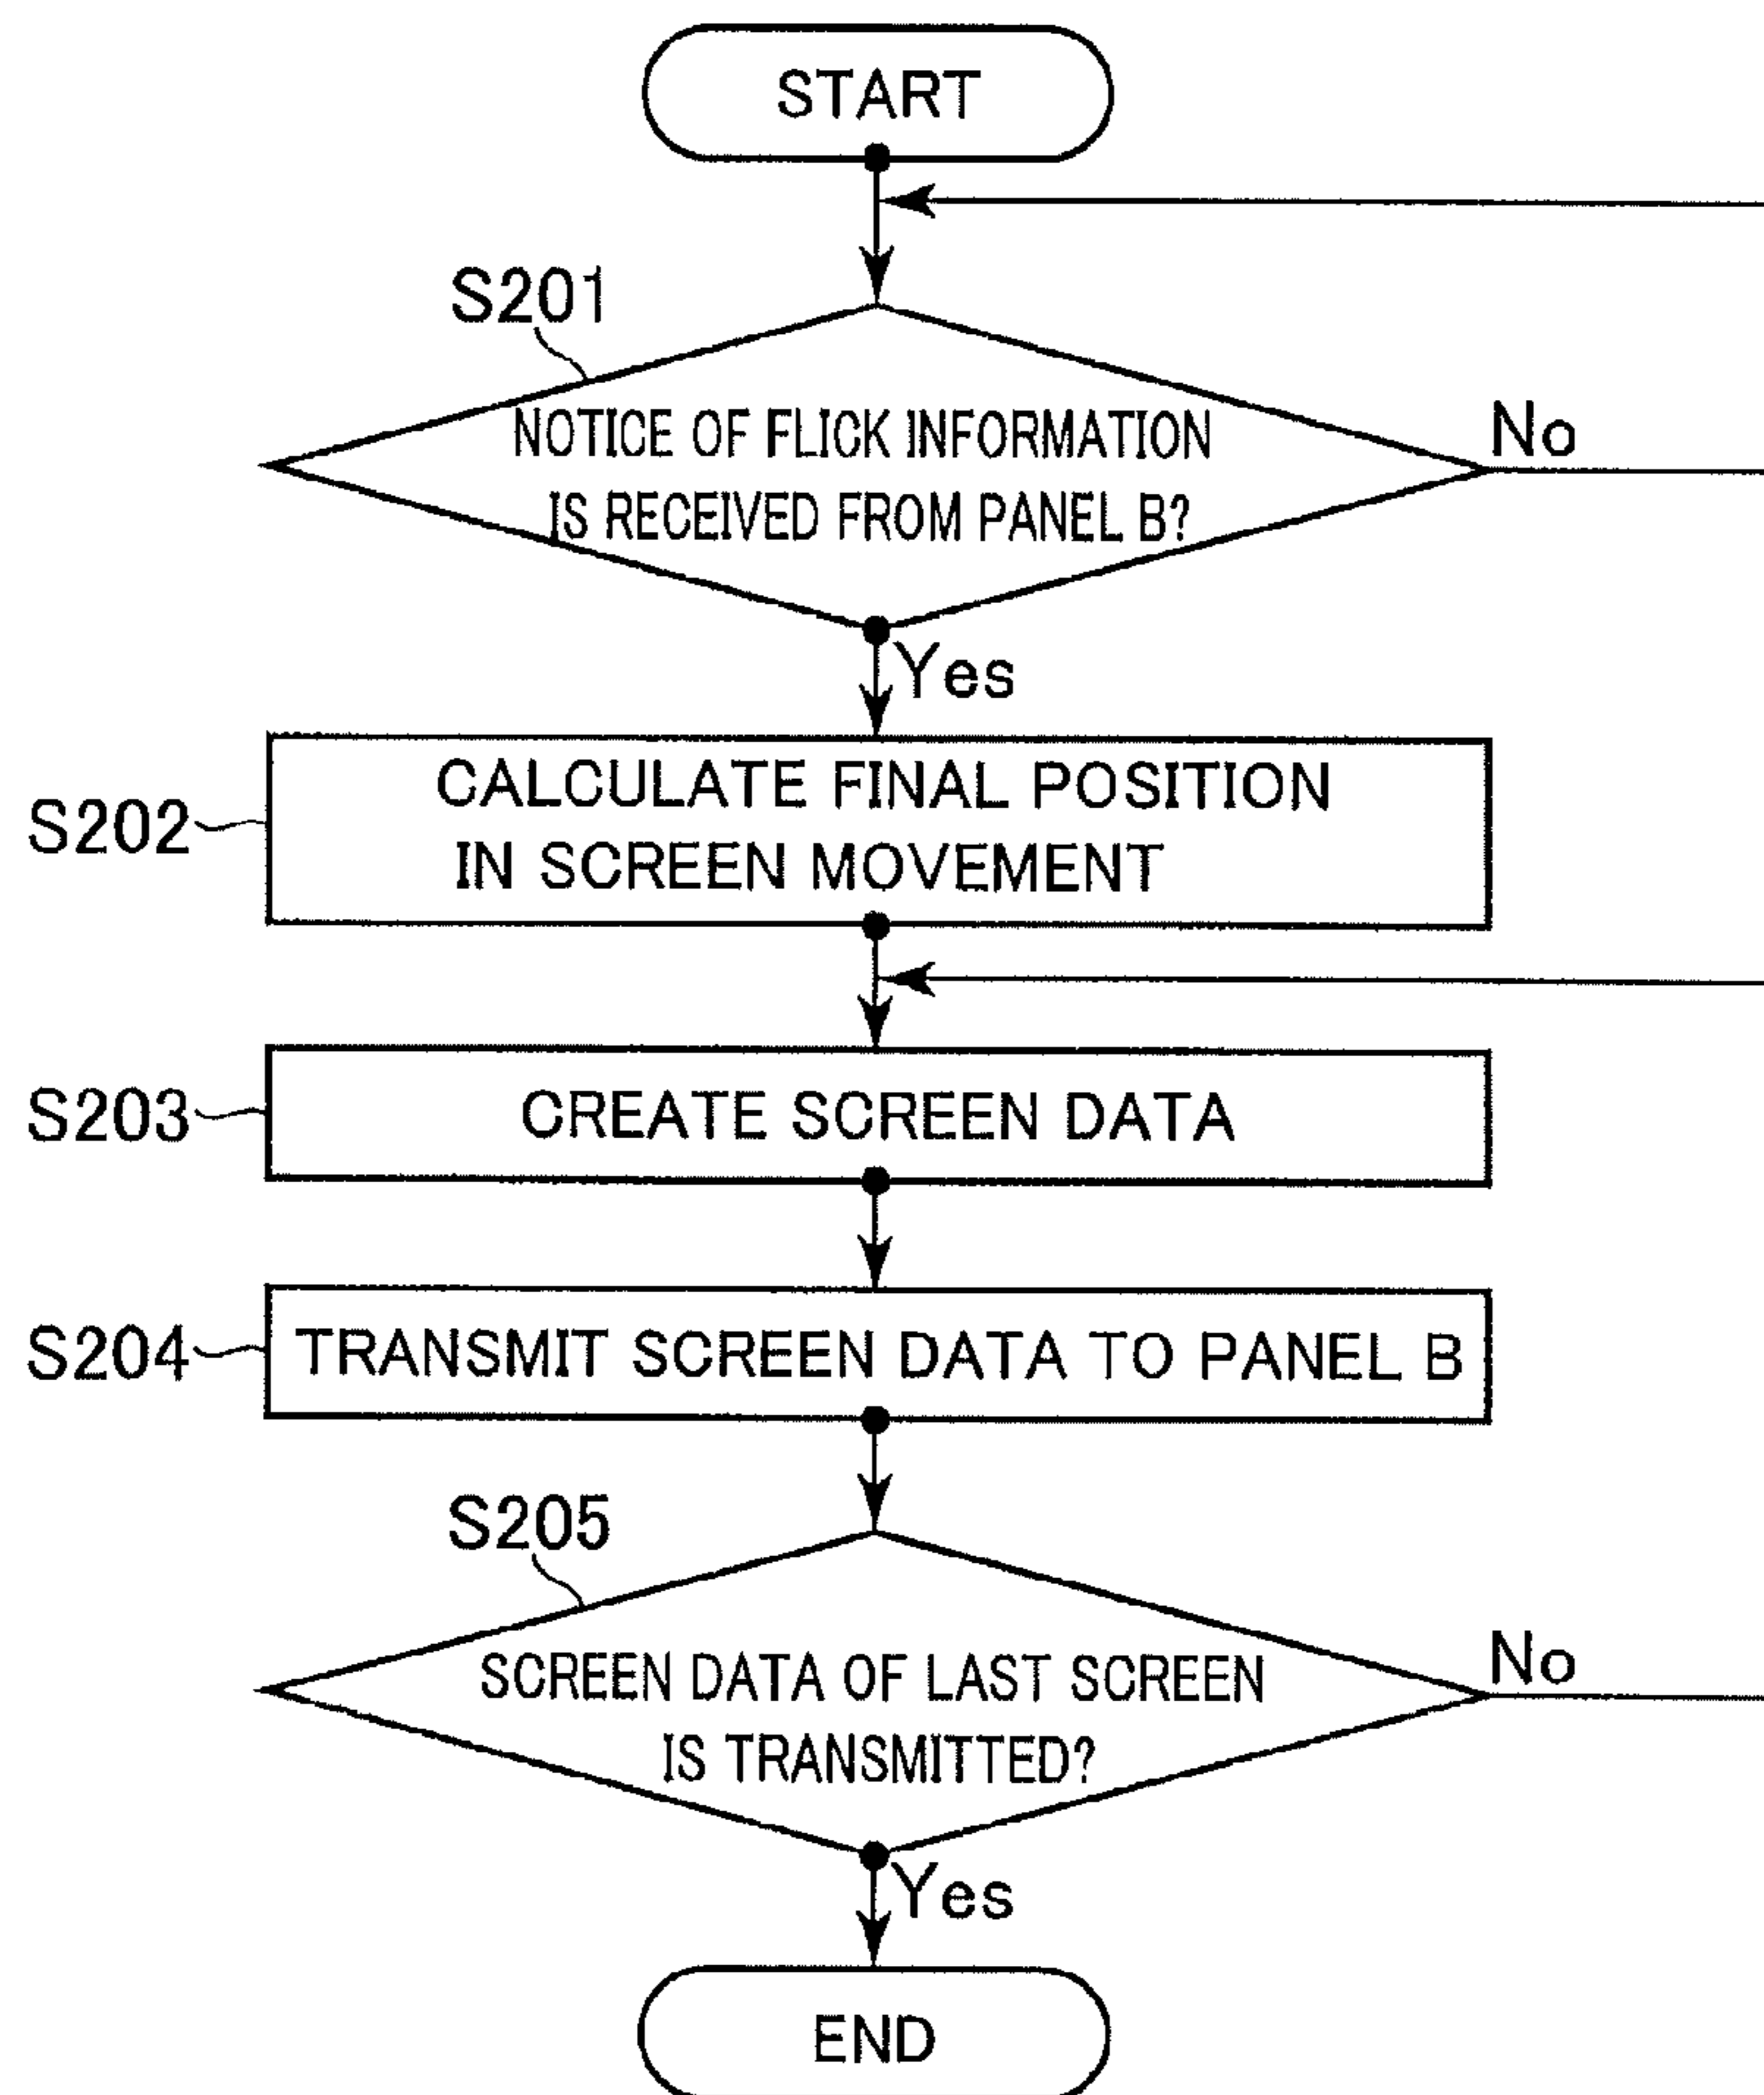 START
S201
NOTICE OF FLICK INFORMATION
IS RECEIVED FROM PANEL B?
No
Yes
S202
CALCULATE FINAL POSITION
IN SCREEN MOVEMENT
S203
CREATE SCREEN DATA
S204
TRANSMIT SCREEN DATA TO PANEL B
S205
SCREEN DATA OF LAST SCREEN
IS TRANSMITTED?
No
Yes
END